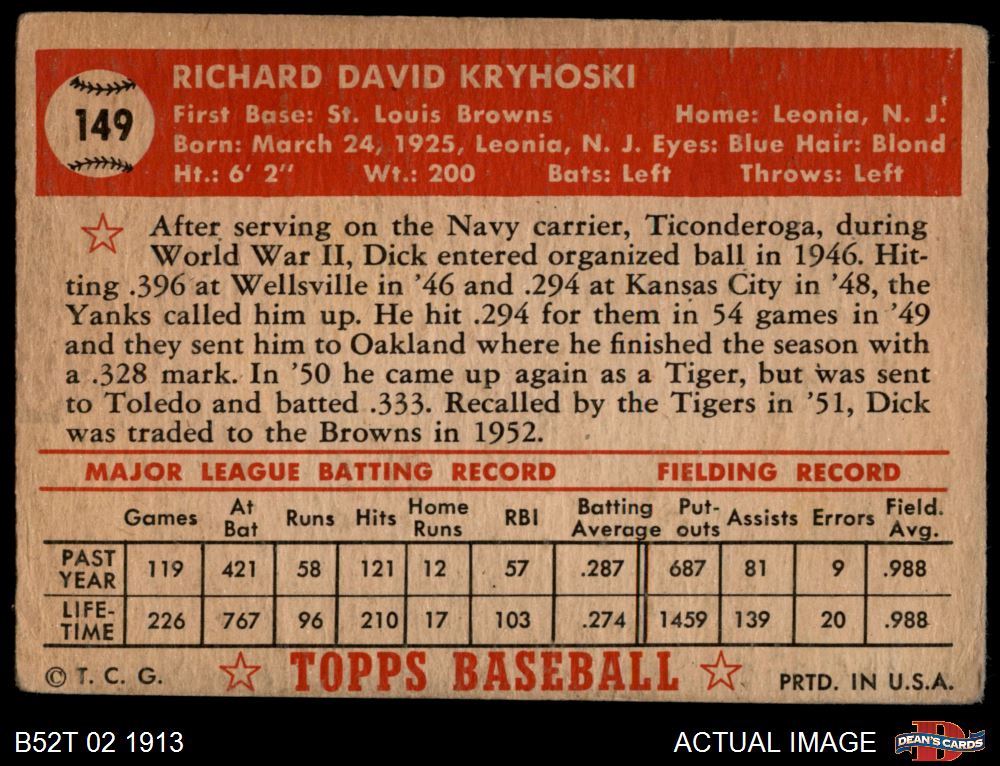 149
RICHARD DAVID KRYHOSKI
First Base: St. Louis Browns Home: Leonia, N. J.
Born: March 24, 1925, Leonia, N. J. Eyes: Blue Hair: Blond
Ht.: 6' 2" Wt.: 200 Bats: Left Throws: Left
After serving on the Navy carrier, Ticonderoga, during
World War II, Dick entered organized ball in 1946. Hit-
ting .396 at Wellsville in '46 and .294 at Kansas City in '48, the
Yanks called him up. He hit .294 for them in 54 games in '49
and they sent him to Oakland where he finished the season with
a .328 mark. In '50 he came up again as a Tiger, but was sent
to Toledo and batted .333. Recalled by the Tigers in '51, Dick
was traded to the Browns in 1952.
MAJOR LEAGUE BATTING RECORD FIELDING RECORD
Games At Bat Runs Hits Home Runs RBI Batting Average Put-outs Assists Errors Field. Avg.
PAST YEAR 119 421 58 121 12 57 .287 687 81 9 .988
LIFE-TIME 226 767 96 210 17 103 .274 1459 139 20 .988
© T. C. G. TOPPS BASEBALL PRTD. IN U.S.A.
B52T 02 1913 ACTUAL IMAGE DEAN'S CARDS